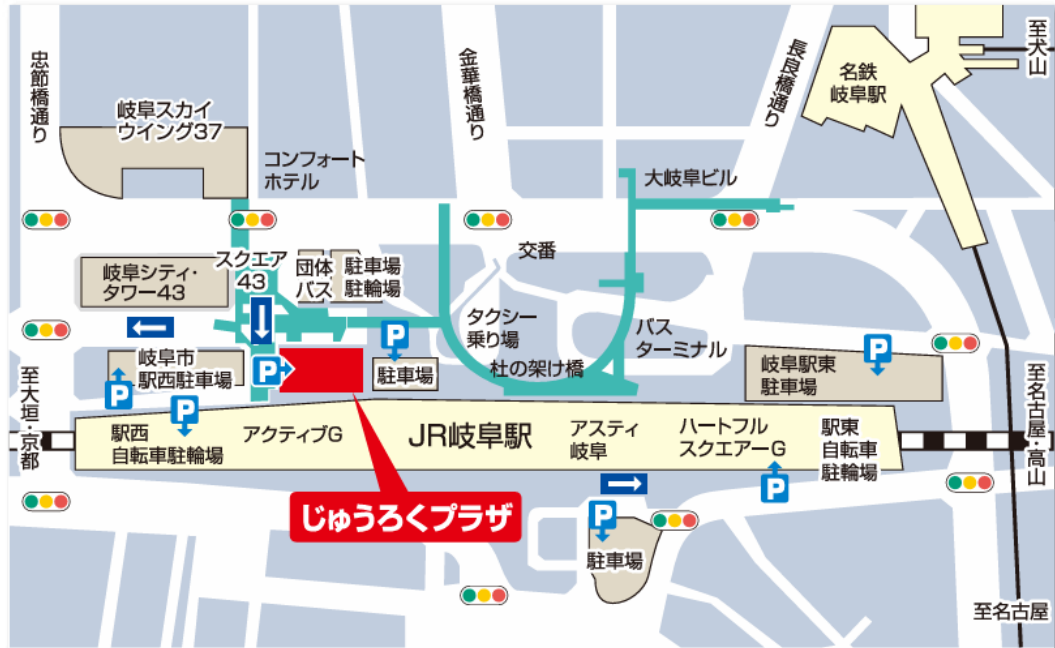 忠節橋通り
岐阜スカイ
ウイング37
コンフォート
ホテル
金華橋通り
長良橋通り
名鉄
岐阜駅
至犬山
大岐阜ビル
交番
岐阜シティ・
タワー43
スクエア
43
団体
バス
駐車場
駐輪場
タクシー
乗り場
バス
ターミナル
杜の架け橋
岐阜市
駅西駐車場
P
P
P
P
駐車場
P
岐阜駅東
駐車場
至大垣・京都
至名古屋・高山
駅西
自転車駐輪場
アクティブG
JR岐阜駅
アスティ
岐阜
ハートフル
スクエアーG
駅東
自転車
駐輪場
P
じゅうろくプラザ
P
駐車場
至名古屋